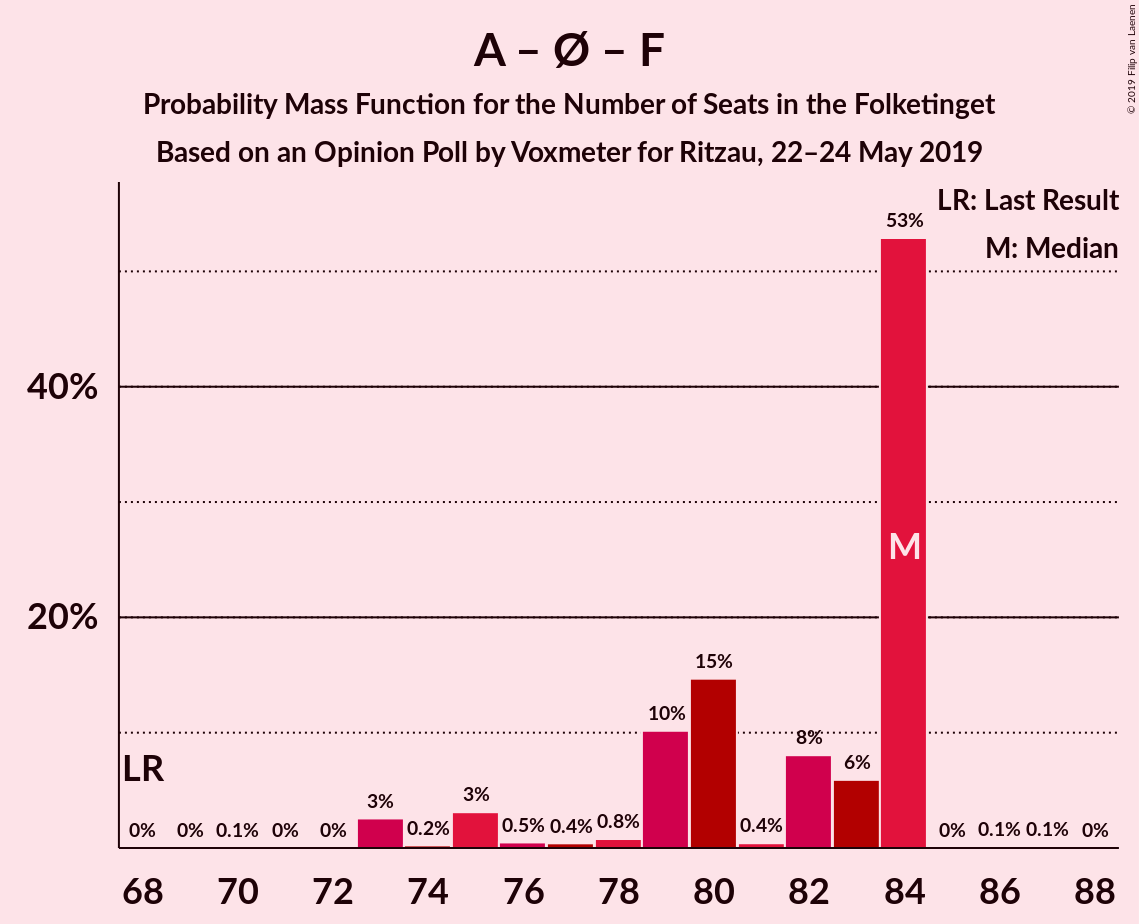 A – Ø – F
Probability Mass Function for the Number of Seats in the Folketinget
Based on an Opinion Poll by Voxmeter for Ritzau, 22–24 May 2019
© 2019 Filip van Laenen
LR: Last Result
M: Median
40%
20%
LR
0%
0%
0.1%
0%
0%
3%
0.2%
3%
0.5%
0.4%
0.8%
10%
15%
0.4%
8%
6%
53%
M
0%
0.1%
0.1%
0%
68 70 72 74 76 78 80 82 84 86 88